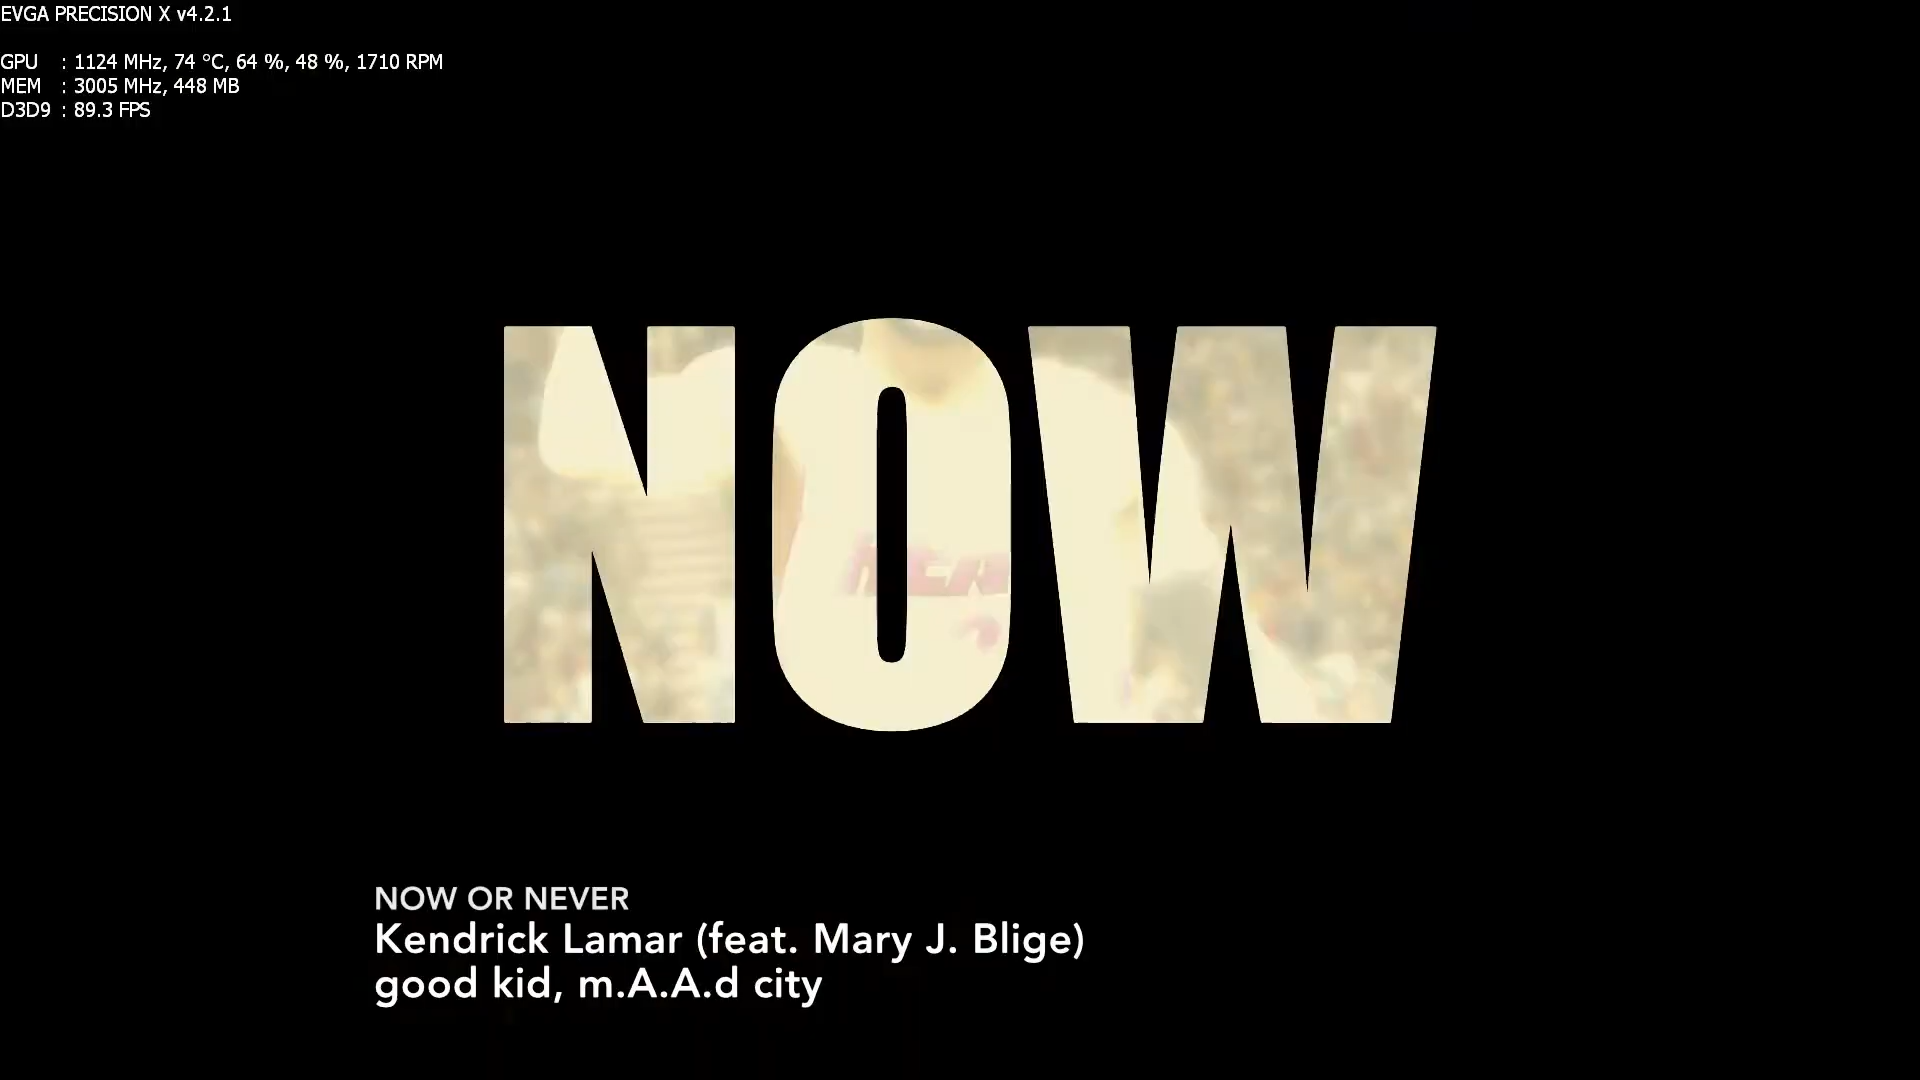 EVGA PRECISION X v4.2.1
GPU : 1124 MHz, 74 °C, 64 %, 48 %, 1710 RPM
MEM : 3005 MHz, 448 MB
D3D9 : 89.3 FPS
NOW
NOW OR NEVER
Kendrick Lamar (feat. Mary J. Blige)
good kid, m.A.A.d city